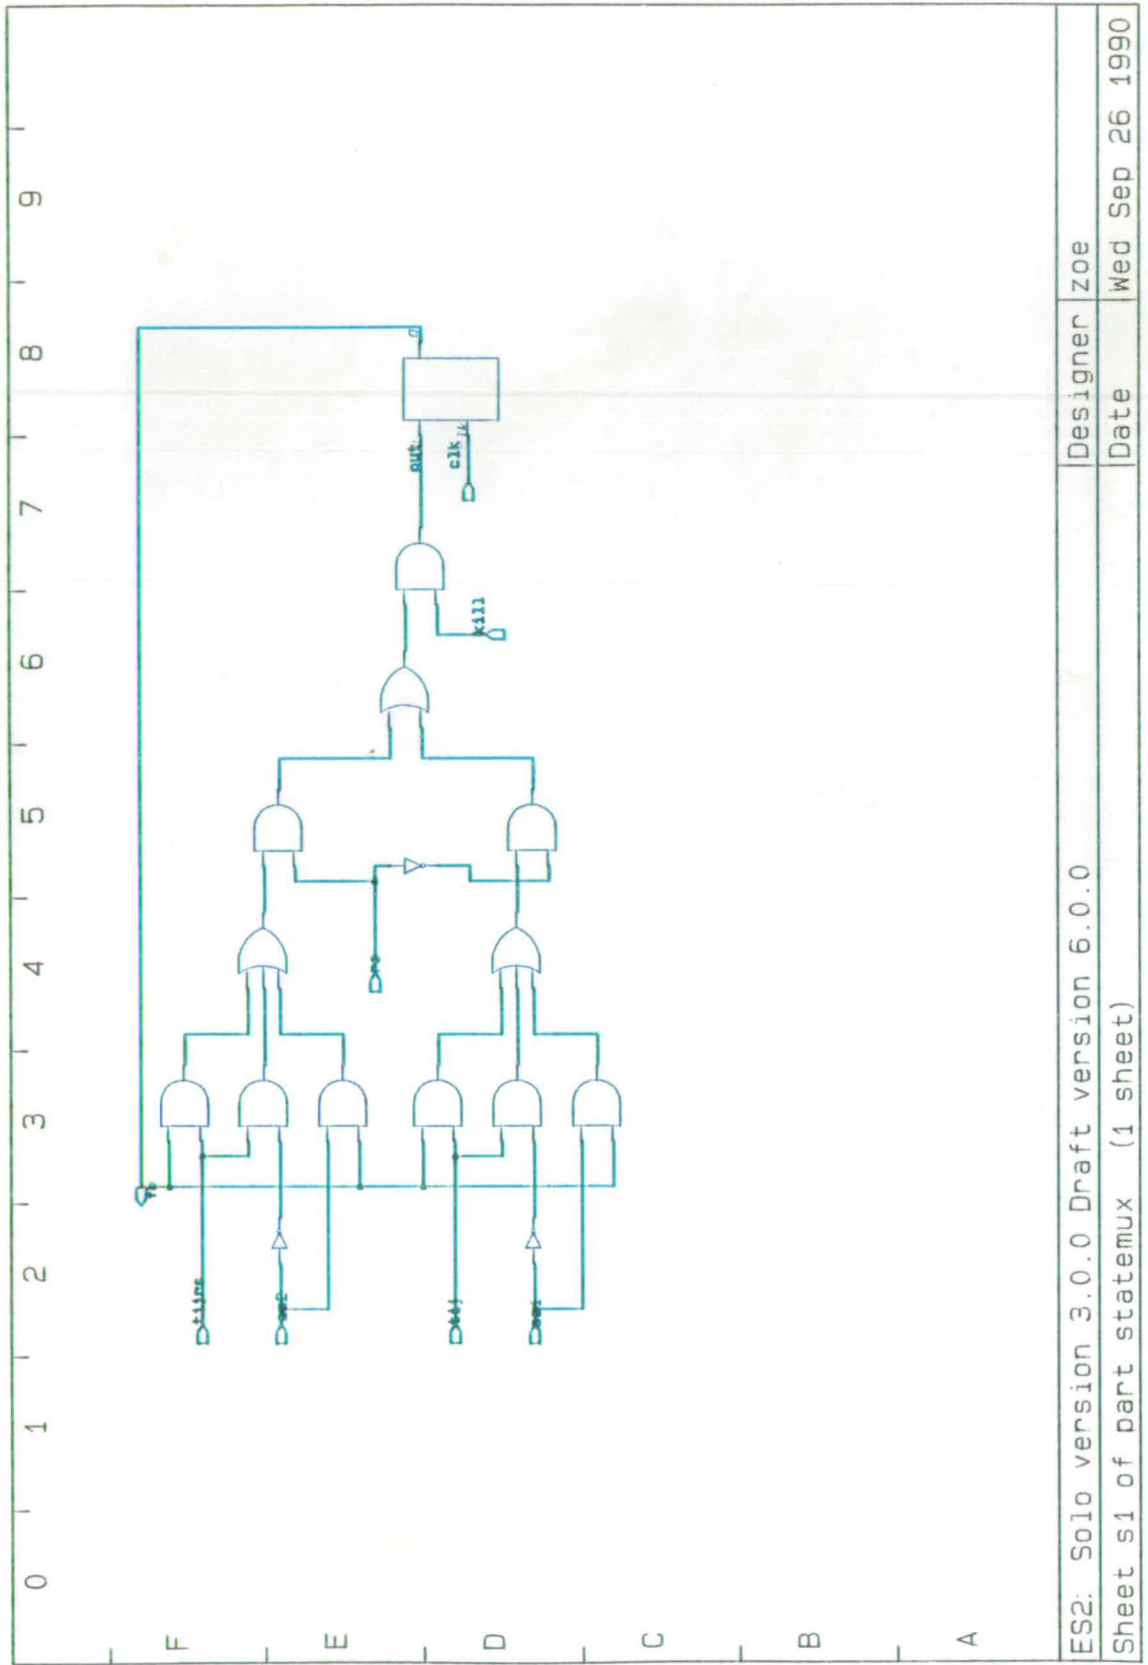 0 1 2 3 4 5 6 7 8 9
F
E
D
C
B
A
tijre
tij
kill
out
clk
ES2: Solo version 3.0.0 Draft version 6.0.0
Designer zoe
Sheet s1 of part statemux (1 sheet)
Date Wed Sep 26 1990